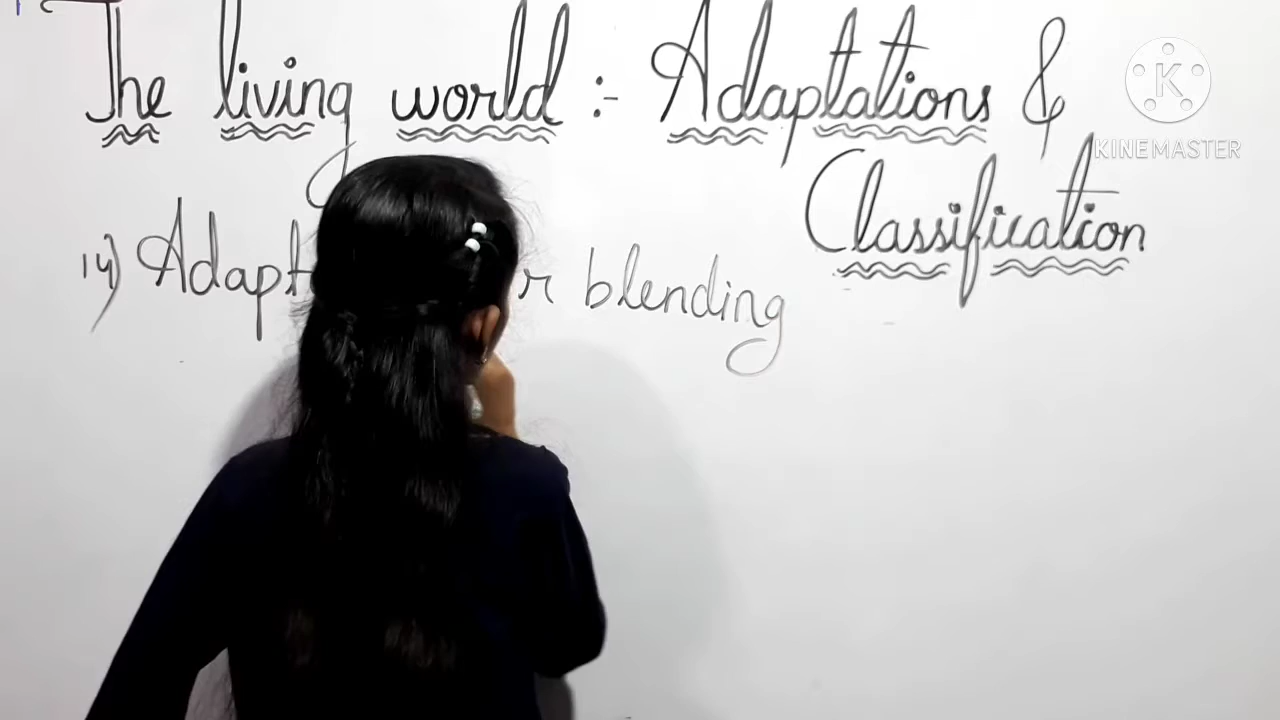 The living world :- Adaptations &
Classification
14) Adapt r blending
K
KINEMASTER